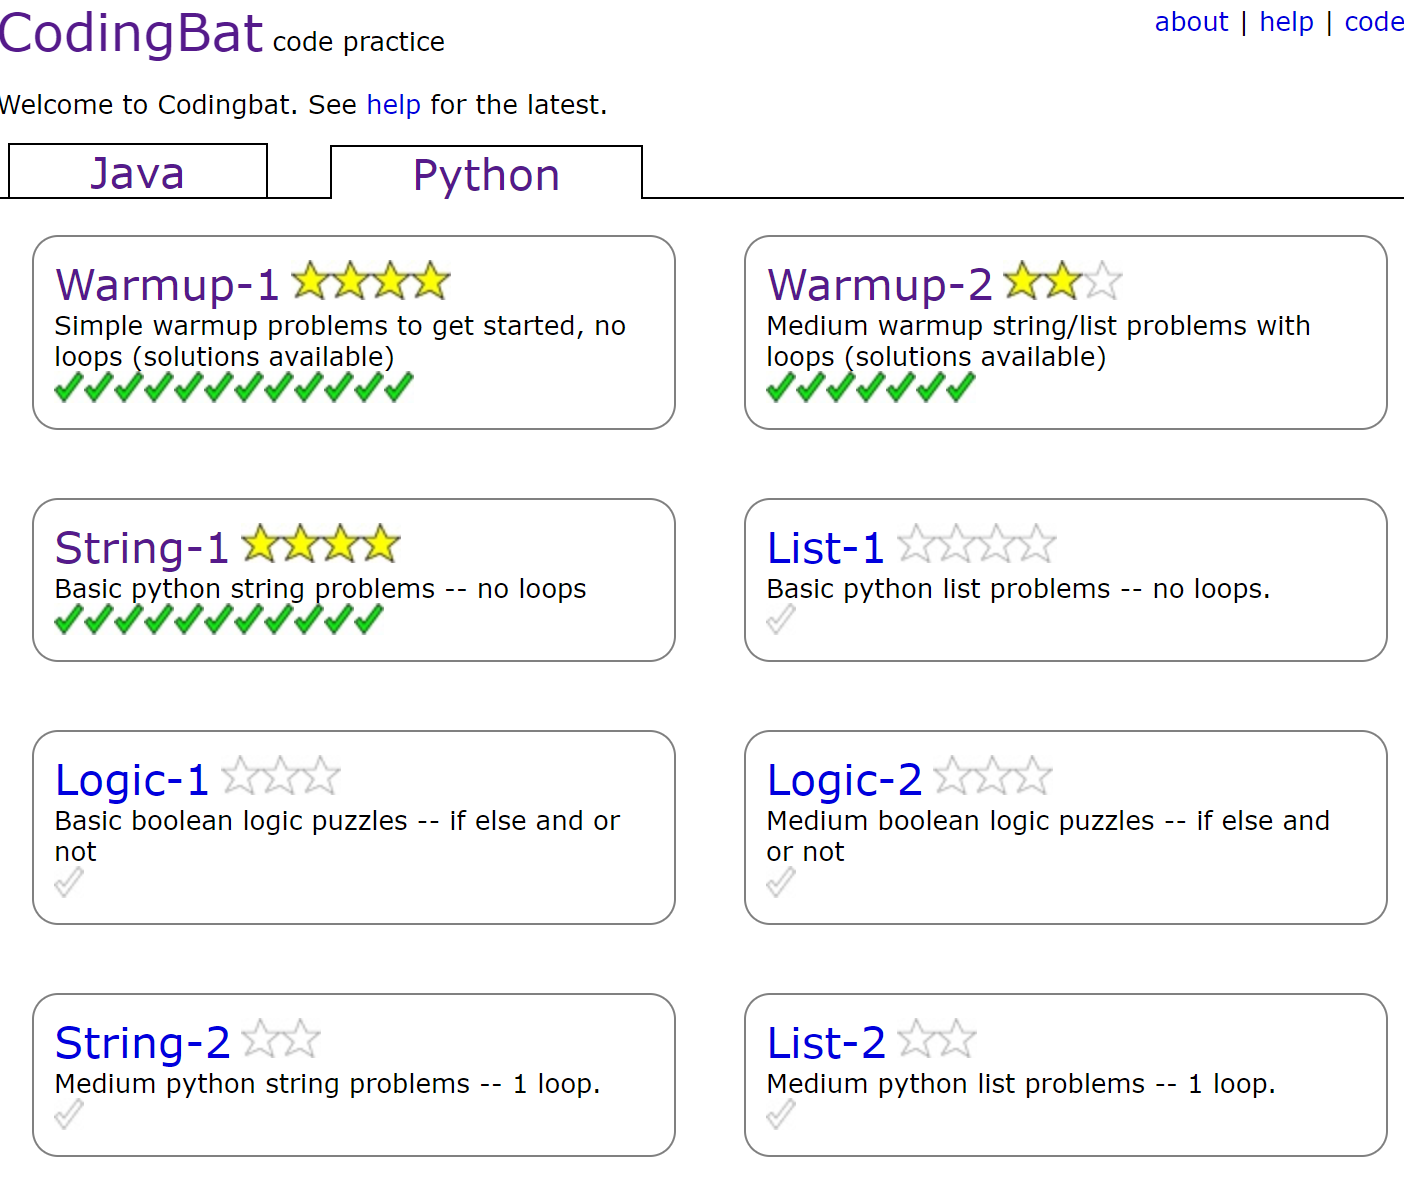 CodingBat code practice
about | help | code
Welcome to Codingbat. See help for the latest.
Java
Python
Warmup-1
Simple warmup problems to get started, no
loops (solutions available)
Warmup-2
Medium warmup string/list problems with
loops (solutions available)
String-1
Basic python string problems -- no loops
List-1
Basic python list problems -- no loops.
Logic-1
Basic boolean logic puzzles -- if else and or
not
Logic-2
Medium boolean logic puzzles -- if else and
or not
String-2
Medium python string problems -- 1 loop.
List-2
Medium python list problems -- 1 loop.